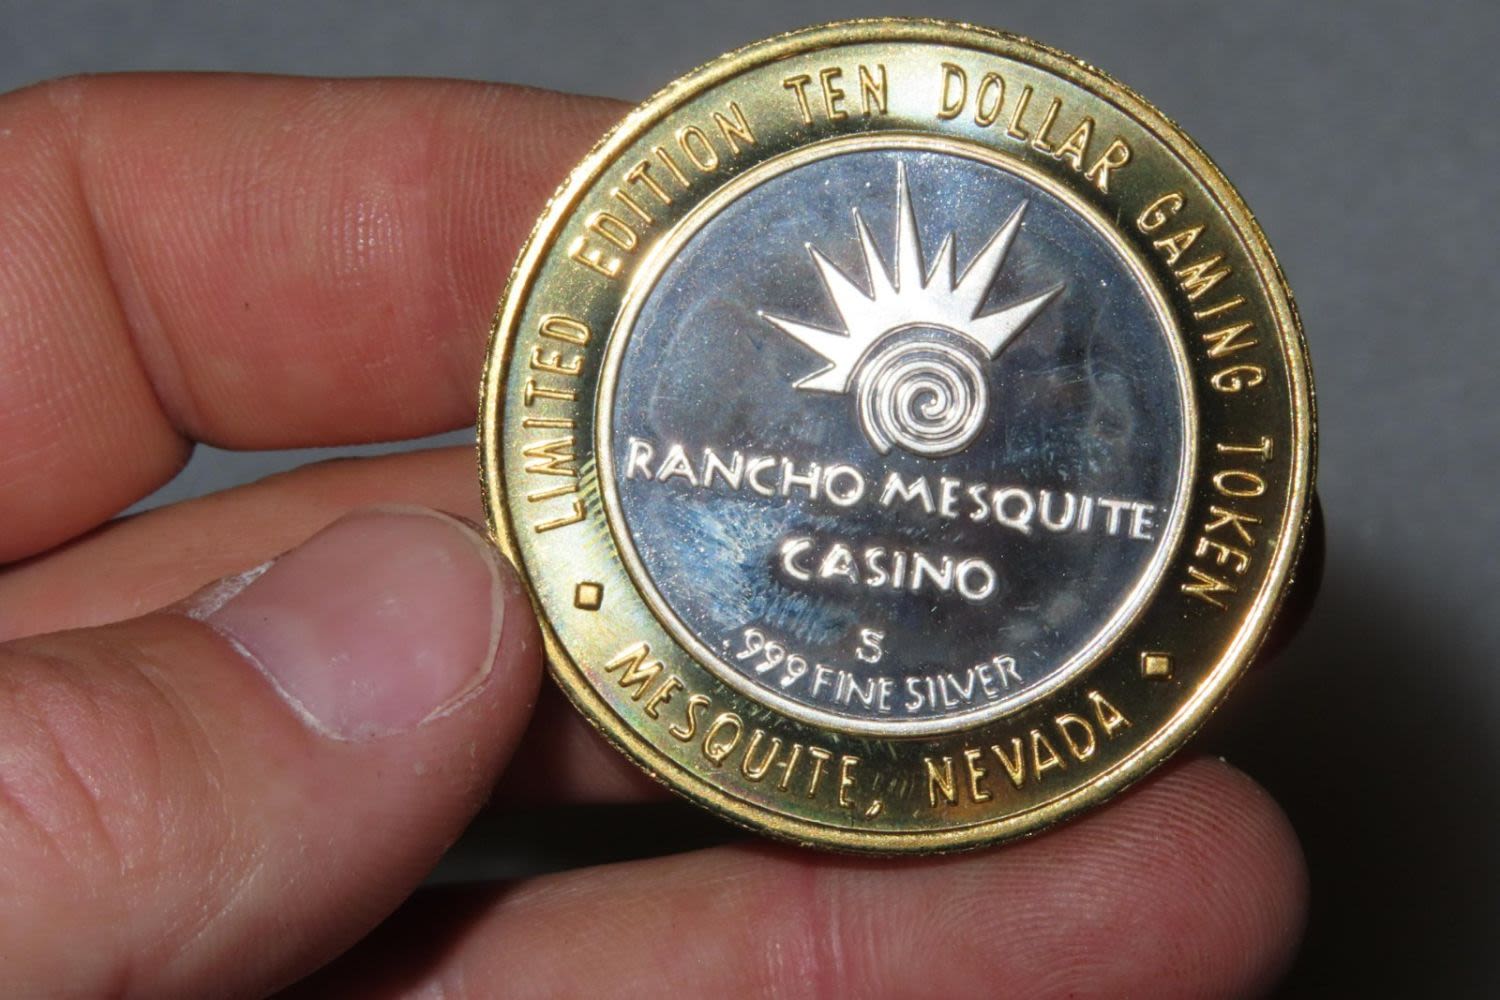 LIMITED EDITION TEN DOLLAR GAMING TOKEN
RANCHO MESQUITE
CASINO
S
.999 FINE SILVER
MESQUITE, NEVADA